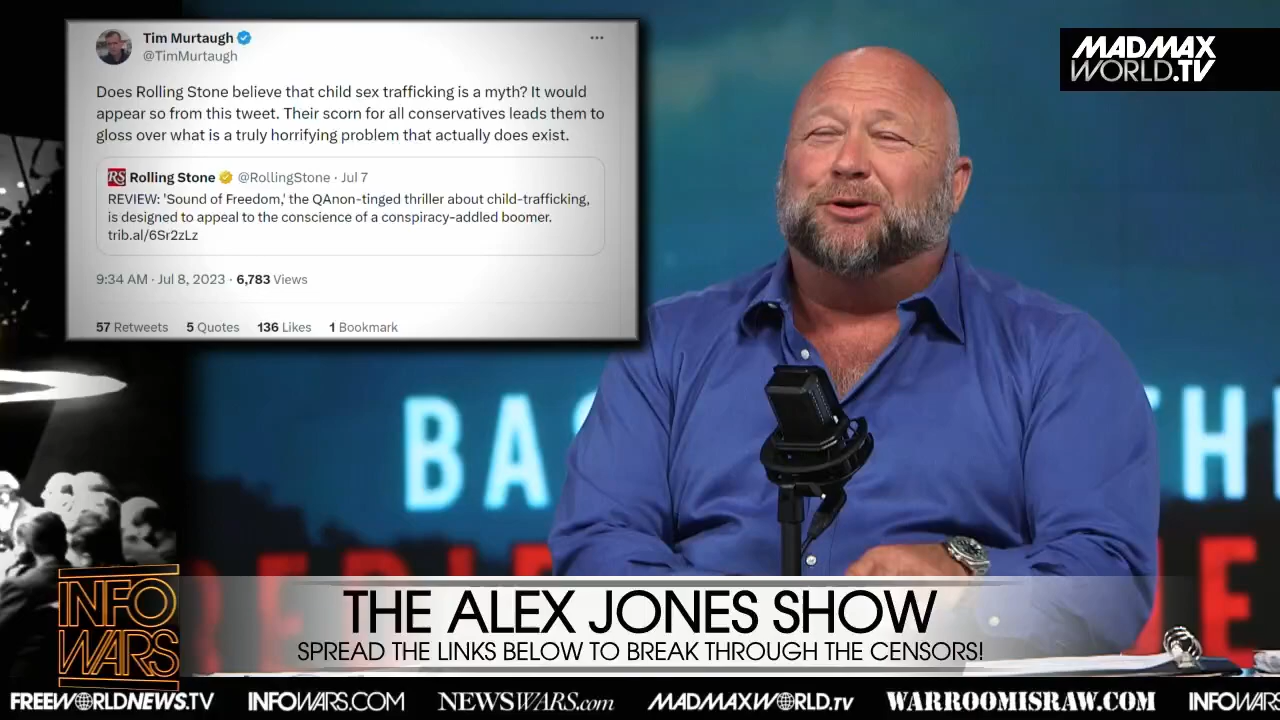 Tim Murtaugh
@TimMurtaugh
Does Rolling Stone believe that child sex trafficking is a myth? It would
appear so from this tweet. Their scorn for all conservatives leads them to
gloss over what is a truly horrifying problem that actually does exist.
RS Rolling Stone @RollingStone · Jul 7
REVIEW: 'Sound of Freedom,' the QAnon-tinged thriller about child-trafficking,
is designed to appeal to the conscience of a conspiracy-addled boomer.
trib.al/6Sr2zLz
9:34 AM · Jul 8, 2023 · 6,783 Views
57 Retweets 5 Quotes 136 Likes 1 Bookmark
MADMAX
WORLD.TV
INFO
WARS
THE ALEX JONES SHOW
SPREAD THE LINKS BELOW TO BREAK THROUGH THE CENSORS!
FREEWORLDNEWS.TV INFOWARS.COM NEWSWARS.com MADMAXWORLD.TV WARROOMISRAW.COM INFOWARS